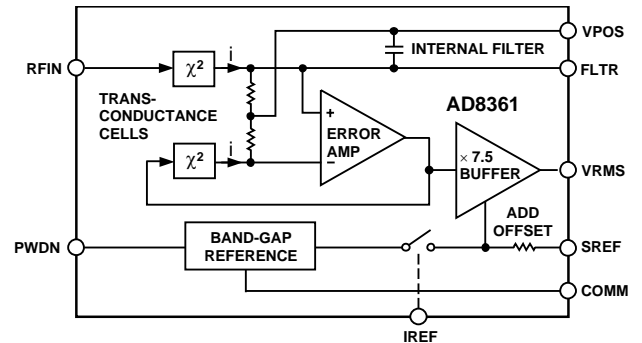 VPOS
INTERNAL FILTER
RFIN
χ²
i
FLTR
TRANS-
CONDUCTANCE
CELLS
AD8361
+
ERROR
AMP
−
χ²
i
× 7.5
BUFFER
VRMS
ADD
OFFSET
PWDN
BAND-GAP
REFERENCE
SREF
COMM
IREF